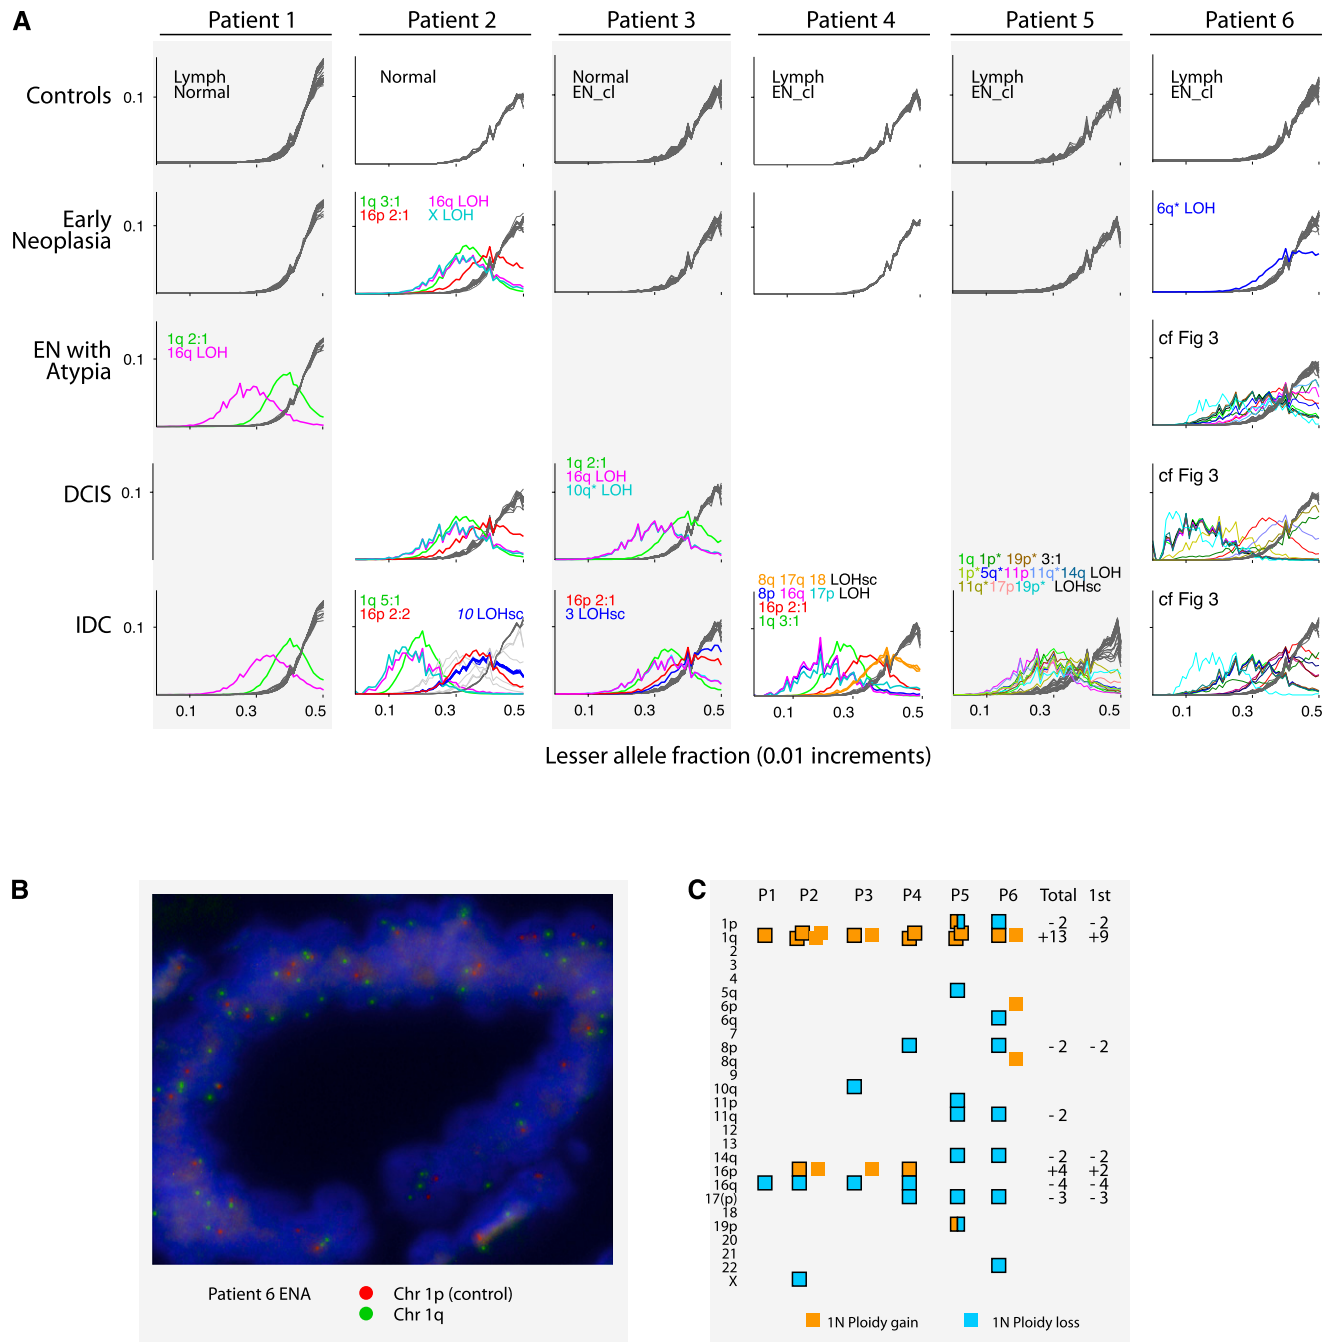 A
Patient 1 Patient 2 Patient 3 Patient 4 Patient 5 Patient 6
Controls 0.1
Lymph
Normal
Normal
Normal
EN_cl
Lymph
EN_cl
Lymph
EN_cl
Lymph
EN_cl
Early
Neoplasia
0.1
1q 3:1 16q LOH
16p 2:1 X LOH
6q* LOH
EN with
Atypia
0.1
1q 2:1
16q LOH
cf Fig 3
DCIS 0.1
1q 2:1
16q LOH
10q* LOH
cf Fig 3
IDC 0.1
1q 5:1
16p 2:2
10 LOHsc
16p 2:1
3 LOHsc
8q 17q 18 LOHsc
8p 16q 17p LOH
16p 2:1
1q 3:1
1q 1p* 19p* 3:1
1p*5q*11p11q*14q LOH
11q*17p19p* LOHsc
cf Fig 3
0.1 0.3 0.5 0.1 0.3 0.5 0.1 0.3 0.5 0.1 0.3 0.5 0.1 0.3 0.5 0.1 0.3 0.5
Lesser allele fraction (0.01 increments)
B
Patient 6 ENA
Chr 1p (control)
Chr 1q
C
P1 P2 P3 P4 P5 P6 Total 1st
1p - 2 - 2
1q +13 +9
2
3
4
5q
6p
6q
7
8p - 2 - 2
8q
9
10q
11p
11q - 2
12
13
14q - 2 - 2
16p +4 +2
16q - 4 - 4
17(p) - 3 - 3
18
19p
20
21
22
X
1N Ploidy gain 1N Ploidy loss